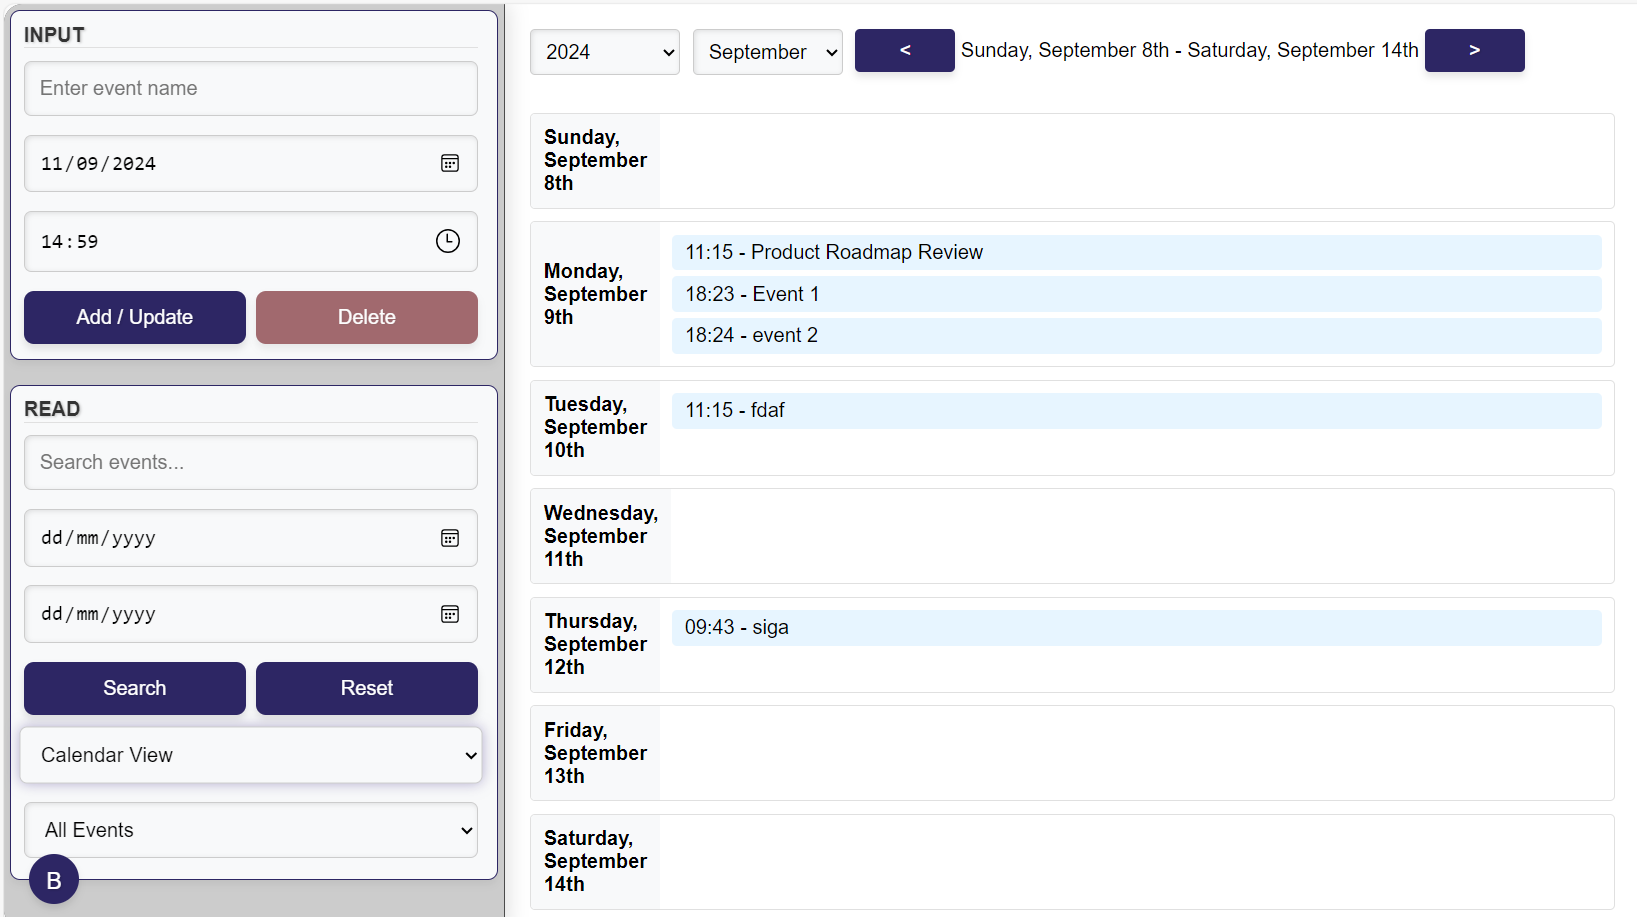 INPUT
Enter event name
11/09/2024
14:59
Add / Update
Delete
READ
Search events...
dd/mm/yyyy
dd/mm/yyyy
Search
Reset
Calendar View
All Events
B
2024
September
<
Sunday, September 8th - Saturday, September 14th
>
Sunday,
September
8th
Monday,
September
9th
11:15 - Product Roadmap Review
18:23 - Event 1
18:24 - event 2
Tuesday,
September
10th
11:15 - fdaf
Wednesday,
September
11th
Thursday,
September
12th
09:43 - siga
Friday,
September
13th
Saturday,
September
14th